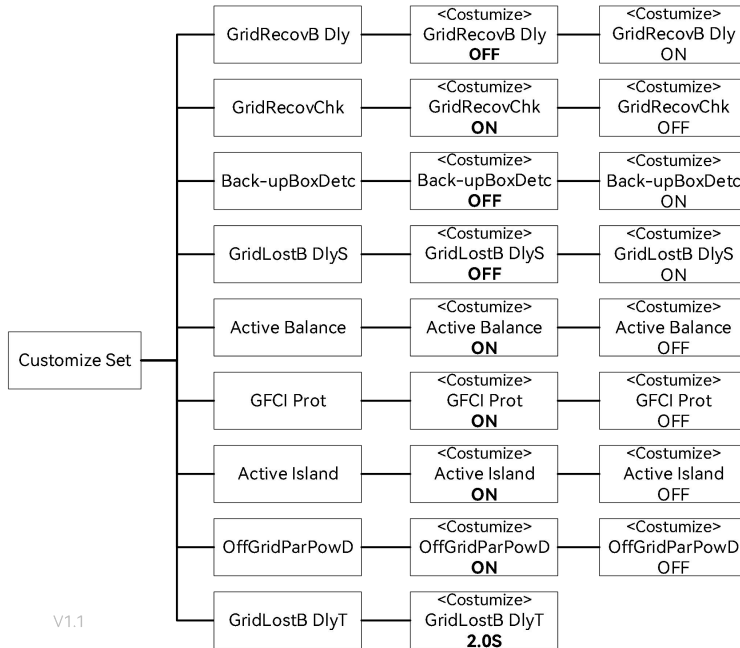 GridRecovB Dly
<Costumize>
GridRecovB Dly
OFF
<Costumize>
GridRecovB Dly
ON
GridRecovChk
<Costumize>
GridRecovChk
ON
<Costumize>
GridRecovChk
OFF
Back-upBoxDetc
<Costumize>
Back-upBoxDetc
OFF
<Costumize>
Back-upBoxDetc
ON
GridLostB DlyS
<Costumize>
GridLostB DlyS
OFF
<Costumize>
GridLostB DlyS
ON
Active Balance
<Costumize>
Active Balance
ON
<Costumize>
Active Balance
OFF
Customize Set
GFCI Prot
<Costumize>
GFCI Prot
ON
<Costumize>
GFCI Prot
OFF
Active Island
<Costumize>
Active Island
ON
<Costumize>
Active Island
OFF
OffGridParPowD
<Costumize>
OffGridParPowD
ON
<Costumize>
OffGridParPowD
OFF
GridLostB DlyT
<Costumize>
GridLostB DlyT
2.0S
V1.1